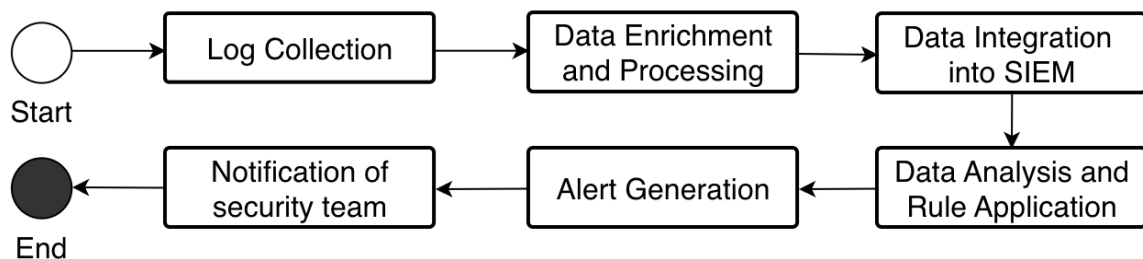 Start
Log Collection
Data Enrichment
and Processing
Data Integration
into SIEM
Data Analysis and
Rule Application
Alert Generation
Notification of
security team
End